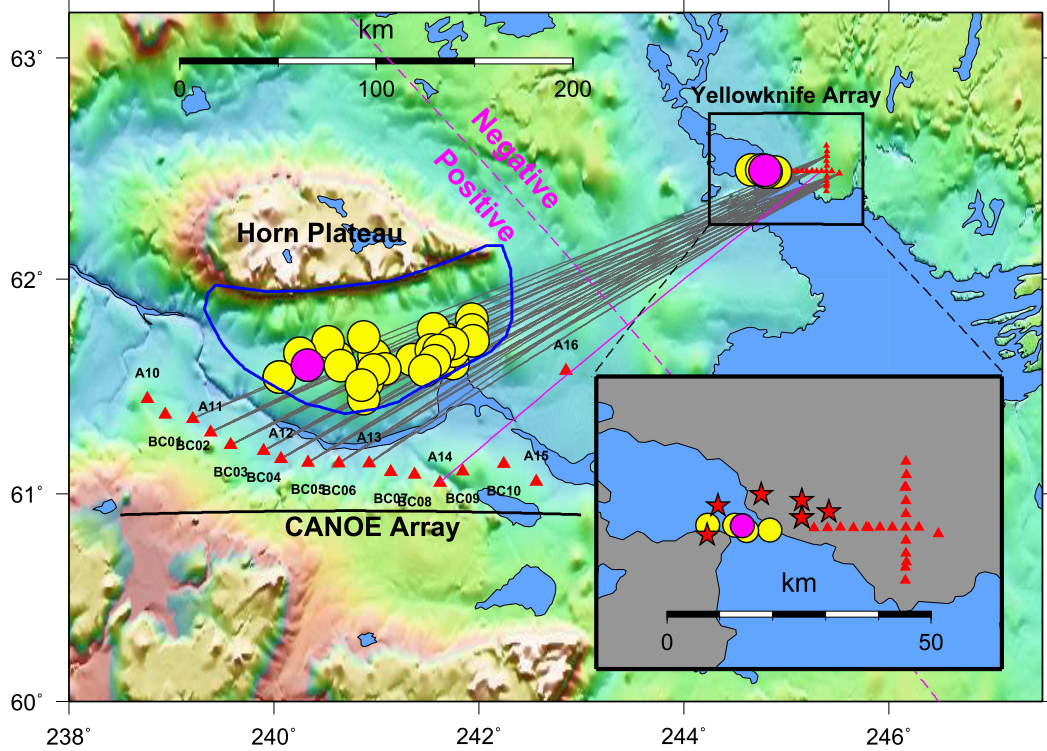 63°
62°
61°
60°
238°
240°
242°
244°
246°
km
0
100
200
Yellowknife Array
Negative
Positive
Horn Plateau
A16
A10
A11
BC01
BC02
A12
A13
BC03
BC04
BC05
BC06
A14
A15
BC07
BC08
BC09
BC10
CANOE Array
km
0
50